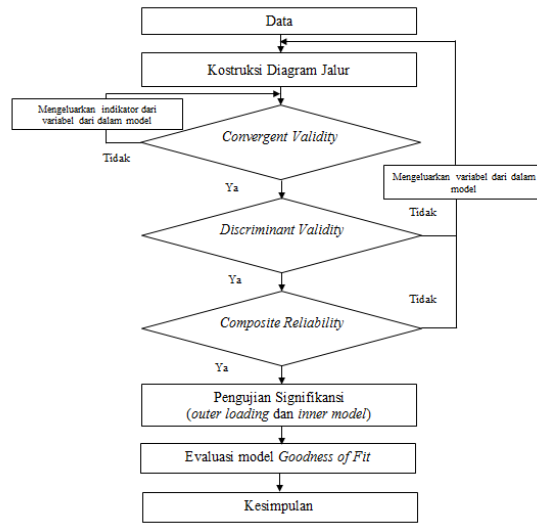 Data
Kostruksi Diagram Jalur
Mengeluarkan indikator dari
variabel dari dalam model
Convergent Validity
Tidak
Ya
Mengeluarkan variabel dari dalam
model
Discriminant Validity
Tidak
Ya
Composite Reliability
Tidak
Ya
Pengujian Signifikansi
(outer loading dan inner model)
Evaluasi model Goodness of Fit
Kesimpulan